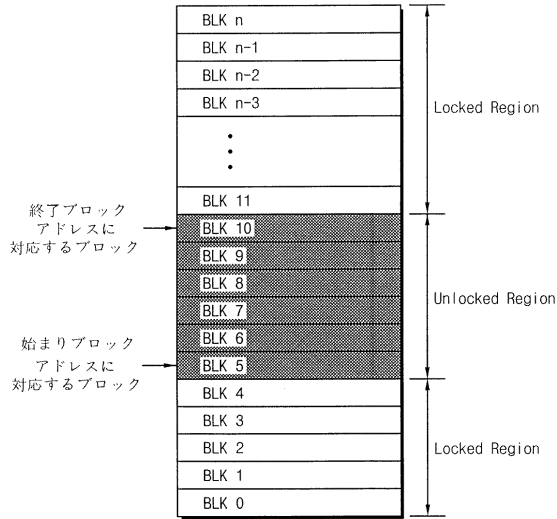 BLK n
BLK n-1
BLK n-2
BLK n-3
Locked Region
BLK 11
終了ブロック
アドレスに
対応するブロック
BLK 10
BLK 9
BLK 8
BLK 7
BLK 6
BLK 5
Unlocked Region
始まりブロック
アドレスに
対応するブロック
BLK 4
BLK 3
BLK 2
BLK 1
BLK 0
Locked Region